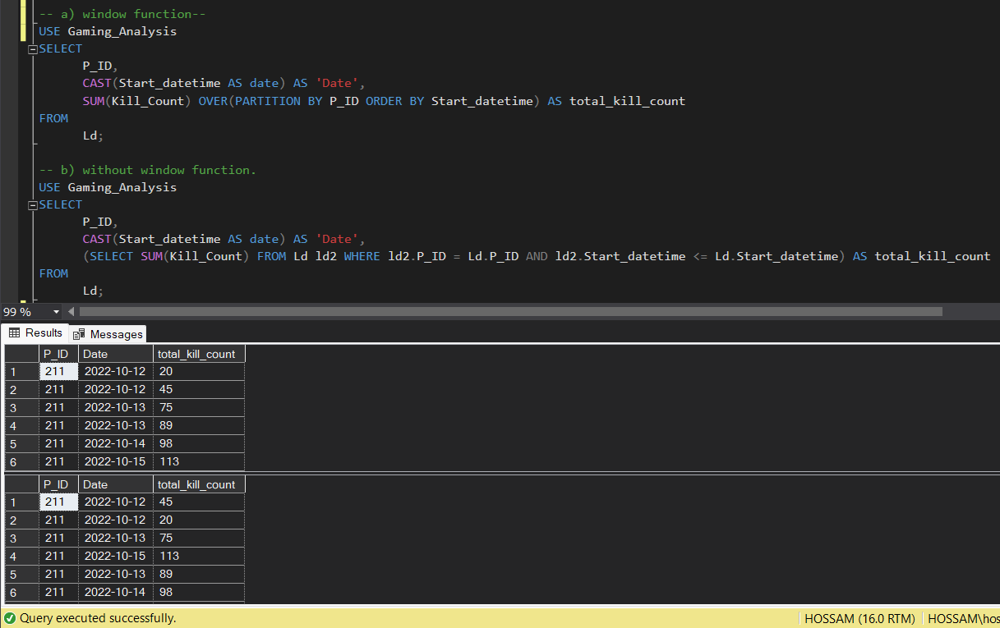 -- a) window function--
USE Gaming_Analysis
SELECT
P_ID,
CAST(Start_datetime AS date) AS 'Date',
SUM(Kill_Count) OVER(PARTITION BY P_ID ORDER BY Start_datetime) AS total_kill_count
FROM
Ld;
-- b) without window function.
USE Gaming_Analysis
SELECT
P_ID,
CAST(Start_datetime AS date) AS 'Date',
(SELECT SUM(Kill_Count) FROM Ld ld2 WHERE ld2.P_ID = Ld.P_ID AND ld2.Start_datetime <= Ld.Start_datetime) AS total_kill_count
FROM
Ld;
99 %
Results Messages
P_ID Date total_kill_count
1 211 2022-10-12 20
2 211 2022-10-12 45
3 211 2022-10-13 75
4 211 2022-10-13 89
5 211 2022-10-14 98
6 211 2022-10-15 113
P_ID Date total_kill_count
1 211 2022-10-12 45
2 211 2022-10-12 20
3 211 2022-10-13 75
4 211 2022-10-15 113
5 211 2022-10-13 89
6 211 2022-10-14 98
Query executed successfully. HOSSAM (16.0 RTM) HOSSAM\hos